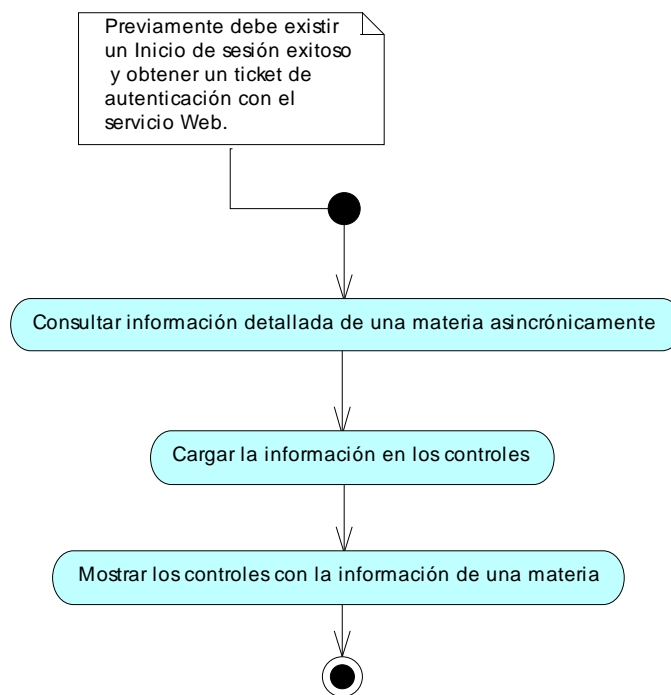 Previamente debe existir
un Inicio de sesión exitoso
y obtener un ticket de
autenticación con el
servicio Web.
Consultar información detallada de una materia asincrónicamente
Cargar la información en los controles
Mostrar los controles con la información de una materia